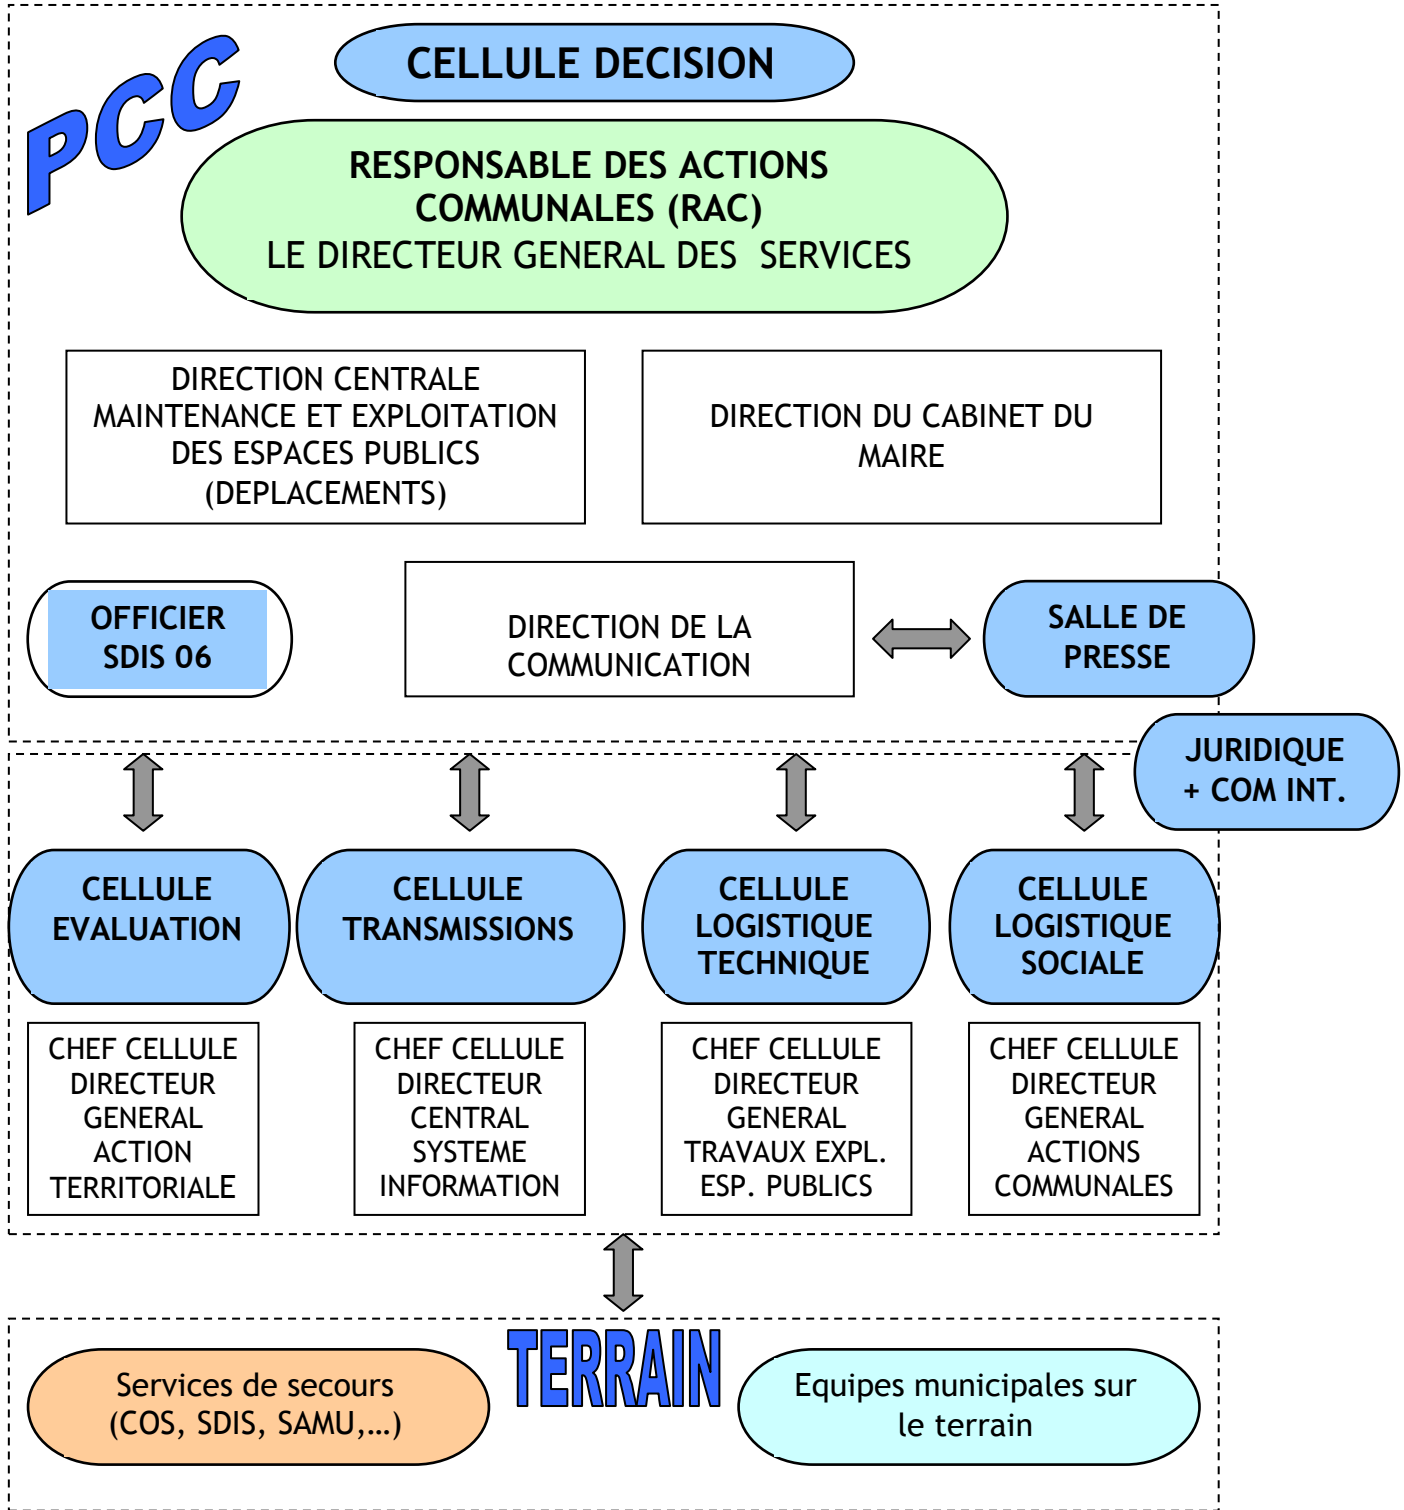 PCC
CELLULE DECISION
RESPONSABLE DES ACTIONS
COMMUNALES (RAC)
LE DIRECTEUR GENERAL DES SERVICES
DIRECTION CENTRALE
MAINTENANCE ET EXPLOITATION
DES ESPACES PUBLICS
(DEPLACEMENTS)
DIRECTION DU CABINET DU
MAIRE
OFFICIER
SDIS 06
DIRECTION DE LA
COMMUNICATION
SALLE DE
PRESSE
JURIDIQUE
+ COM INT.
CELLULE
EVALUATION
CELLULE
TRANSMISSIONS
CELLULE
LOGISTIQUE
TECHNIQUE
CELLULE
LOGISTIQUE
SOCIALE
CHEF CELLULE
DIRECTEUR
GENERAL
ACTION
TERRITORIALE
CHEF CELLULE
DIRECTEUR
CENTRAL
SYSTEME
INFORMATION
CHEF CELLULE
DIRECTEUR
GENERAL
TRAVAUX EXPL.
ESP. PUBLICS
CHEF CELLULE
DIRECTEUR
GENERAL
ACTIONS
COMMUNALES
TERRAIN
Services de secours
(COS, SDIS, SAMU,…)
Equipes municipales sur
le terrain